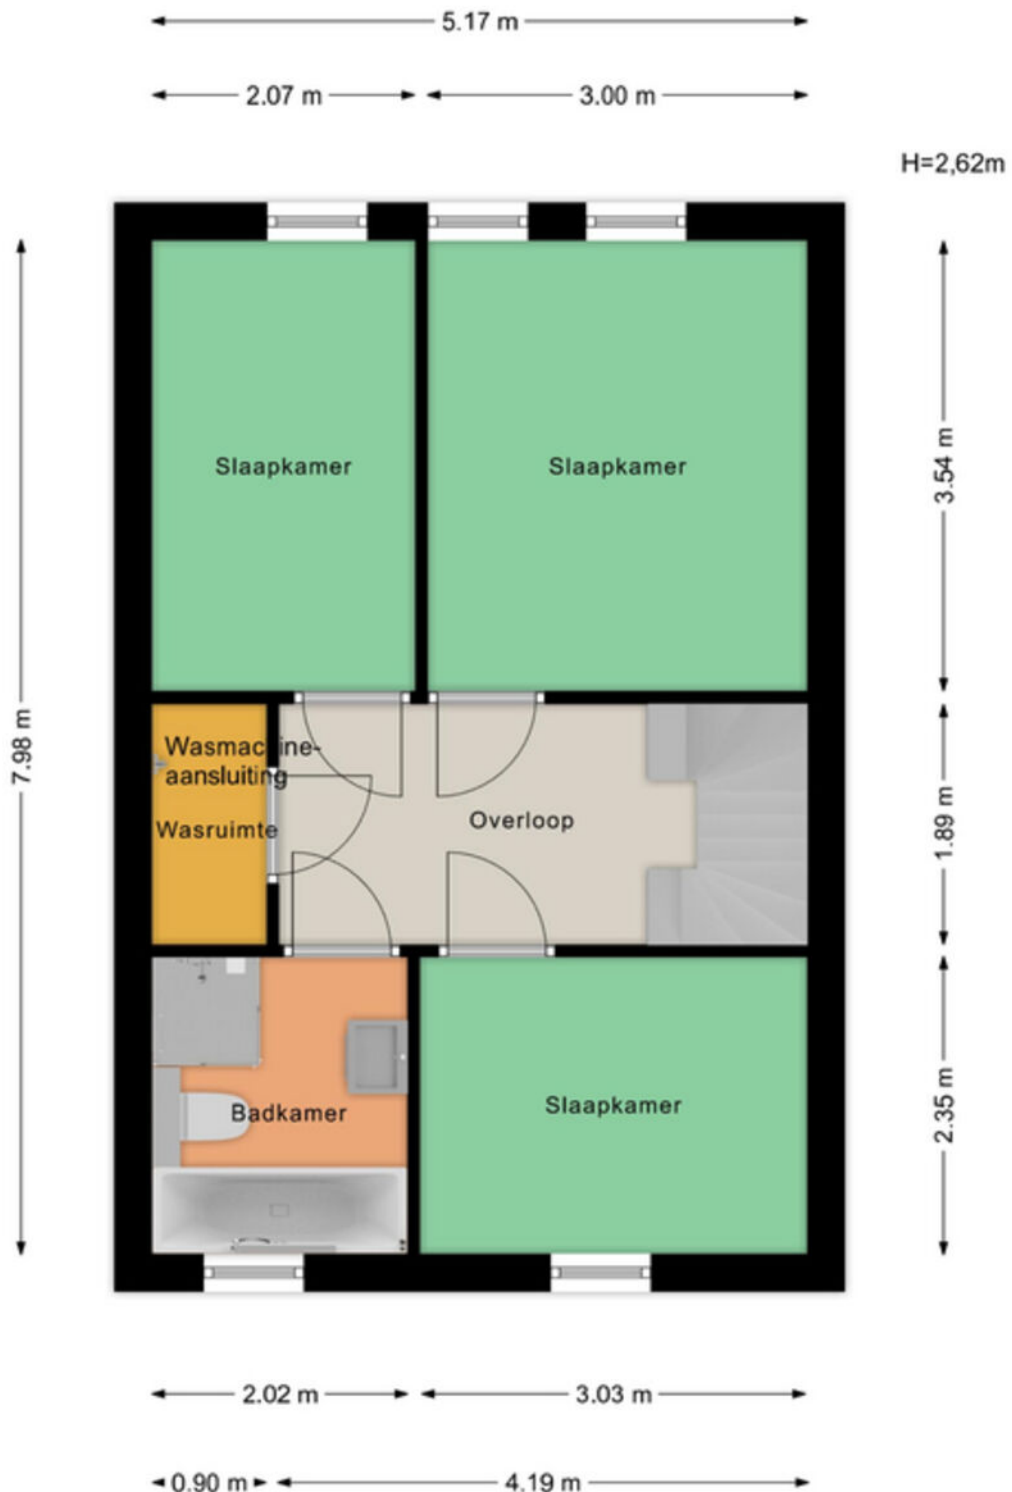 5.17 m
2.07 m
3.00 m
H=2,62m
Slaapkamer
Slaapkamer
3.54 m
7.98 m
Wasmachine-
aansluiting
Wasruimte
Overloop
1.89 m
Badkamer
Slaapkamer
2.35 m
2.02 m
3.03 m
0.90 m
4.19 m